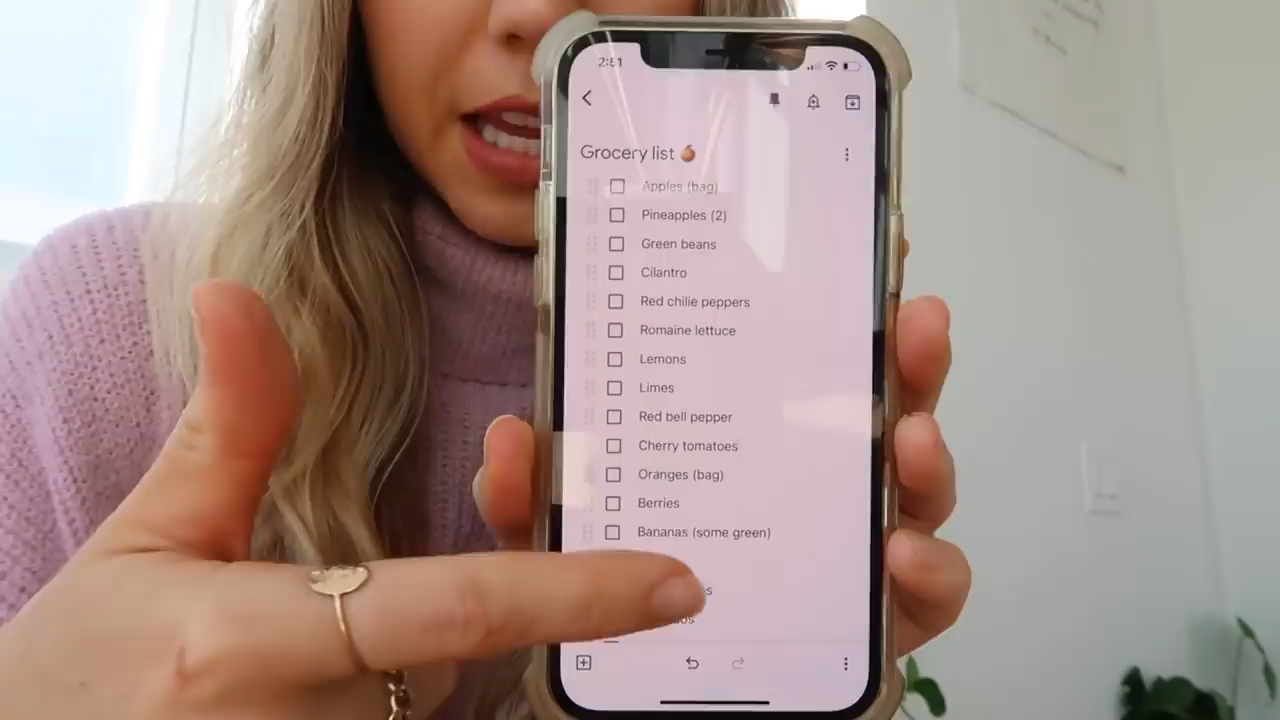 2:51
Grocery list
Apples (bag)
Pineapples (2)
Green beans
Cilantro
Red chilie peppers
Romaine lettuce
Lemons
Limes
Red bell pepper
Cherry tomatoes
Oranges (bag)
Berries
Bananas (some green)